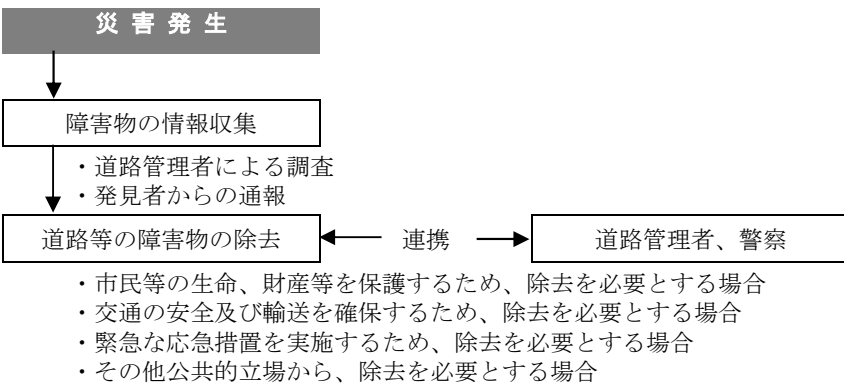 災 害 発 生
障害物の情報収集
・道路管理者による調査
・発見者からの通報
道路等の障害物の除去
連携
道路管理者、警察
・市民等の生命、財産等を保護するため、除去を必要とする場合
・交通の安全及び輸送を確保するため、除去を必要とする場合
・緊急な応急措置を実施するため、除去を必要とする場合
・その他公共的立場から、除去を必要とする場合